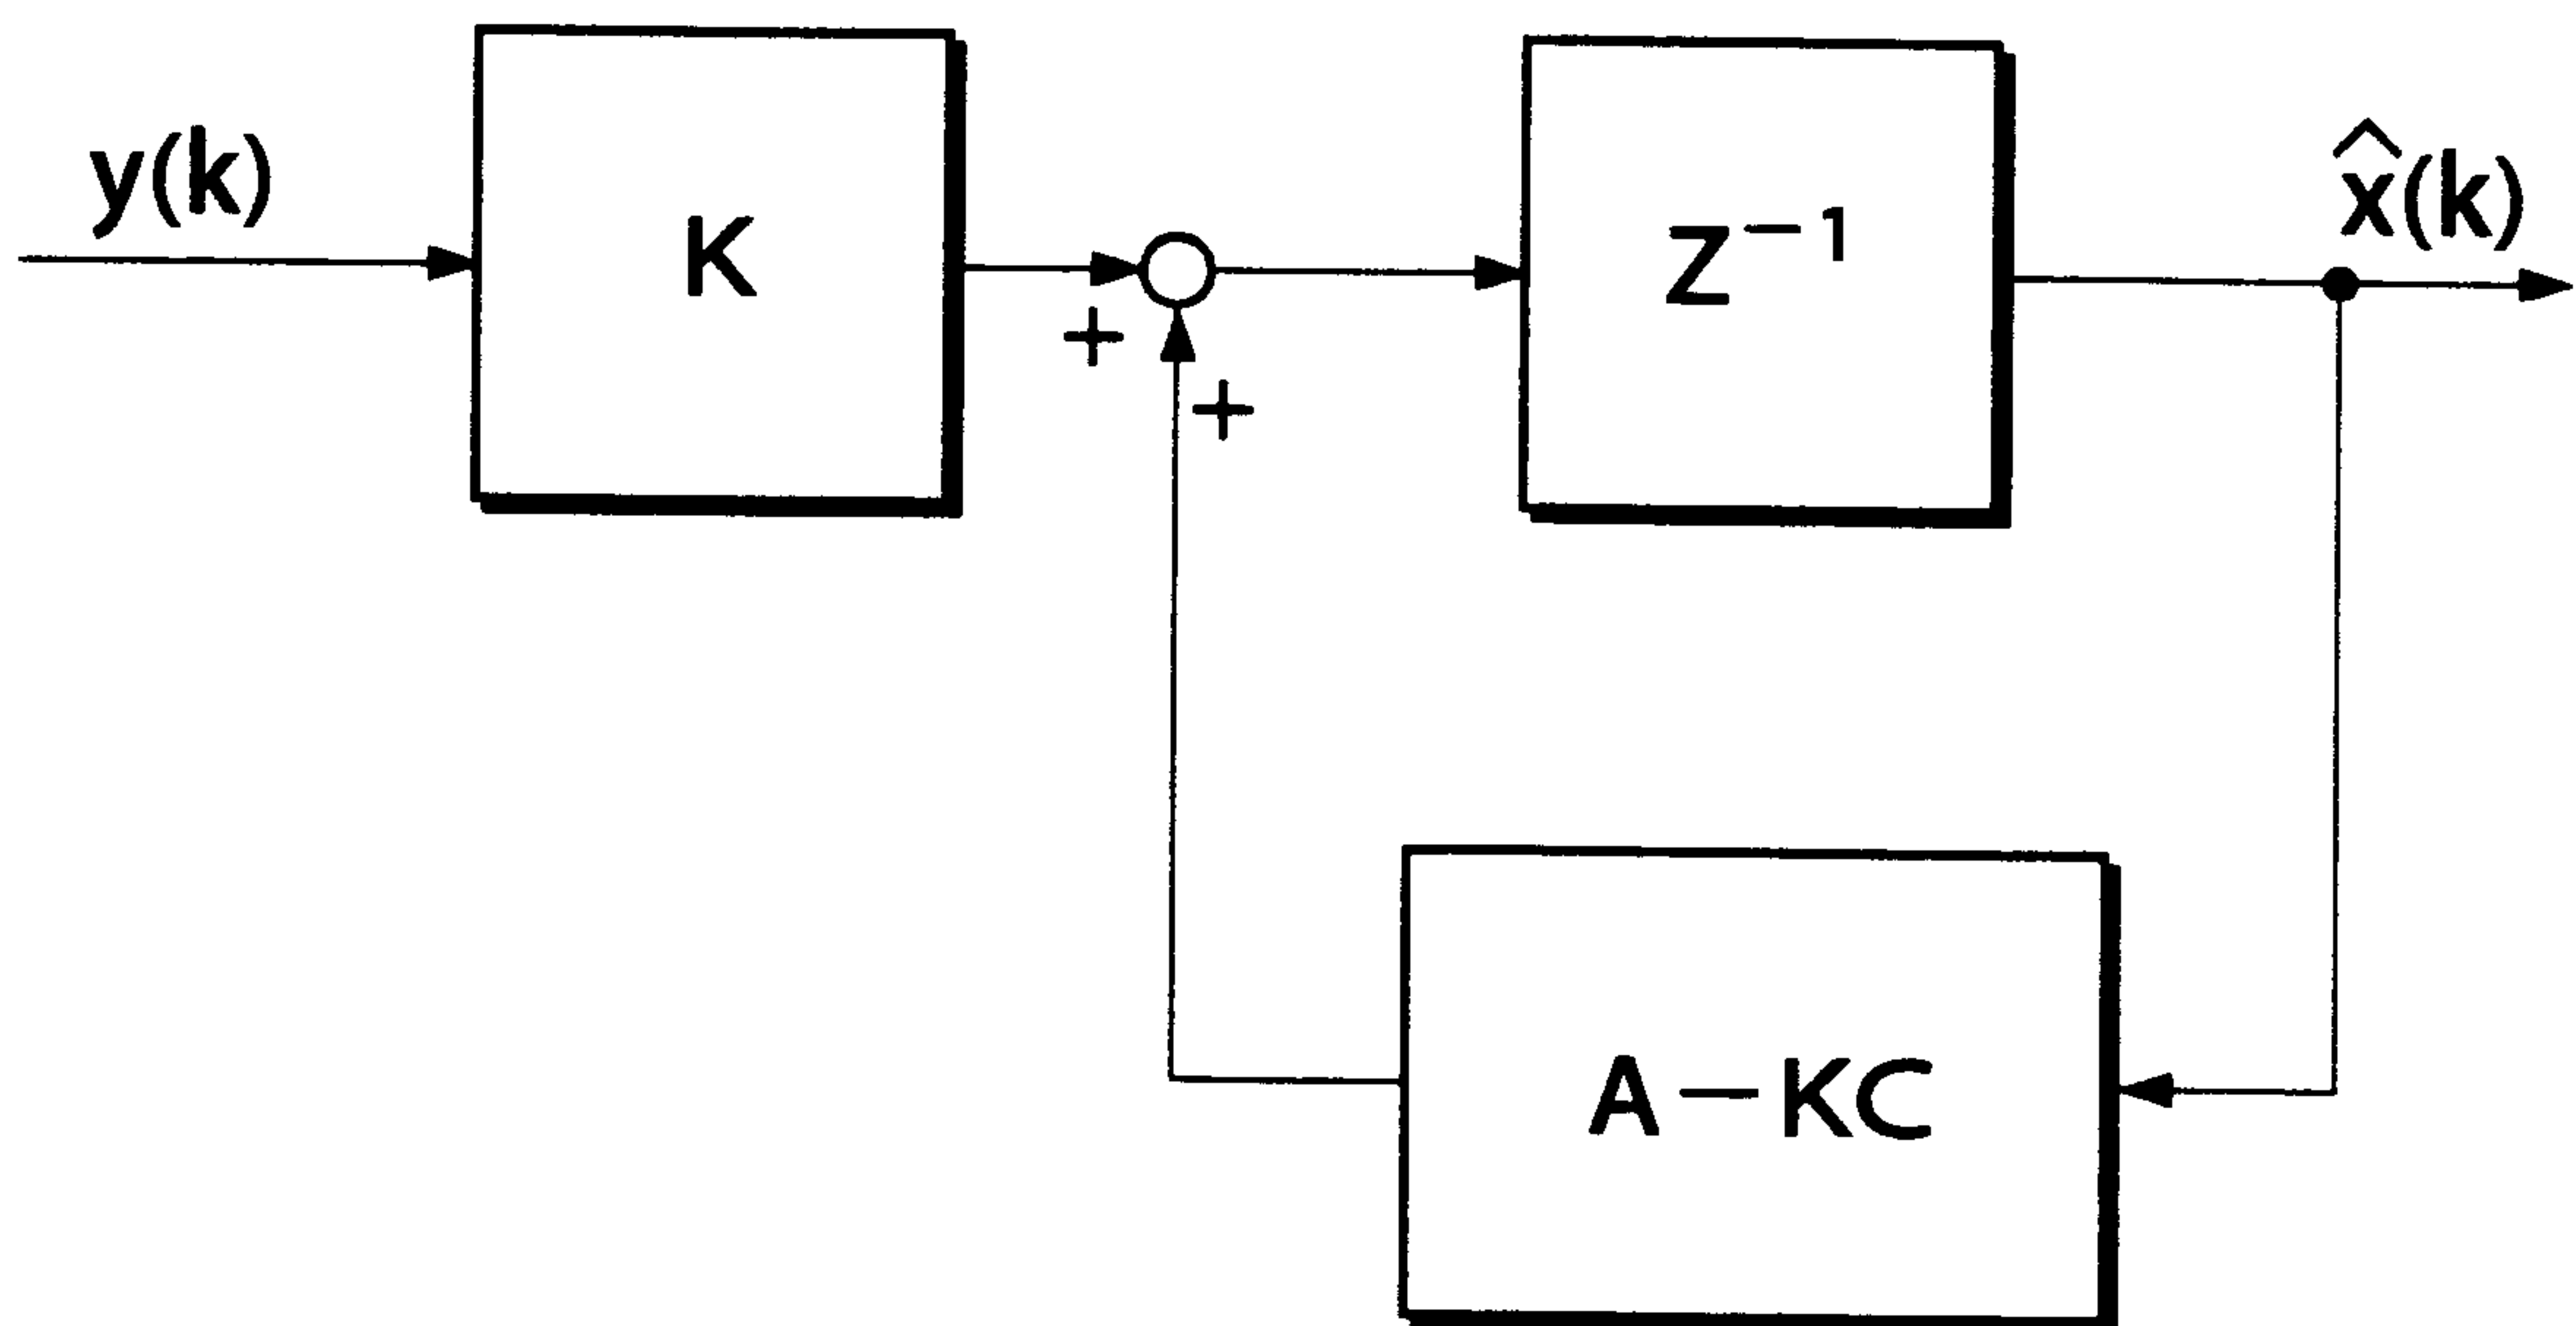 y(k)
K
+
+
Z⁻¹
x̂(k)
A-KC